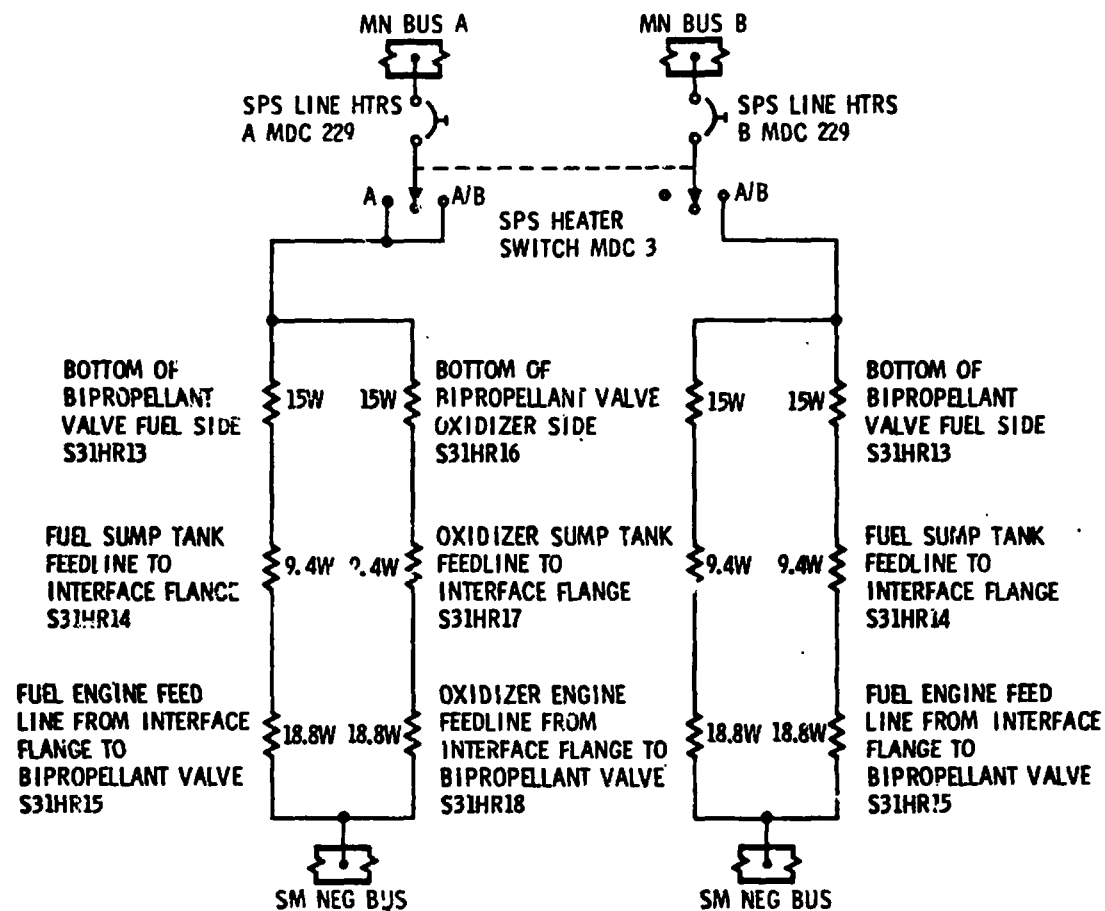 MN BUS A
MN BUS B
SPS LINE HTRS
A MDC 229
SPS LINE HTRS
B MDC 229
A
A/B
A/B
SPS HEATER
SWITCH MDC 3
BOTTOM OF
BIPROPELLANT
VALVE FUEL SIDE
S31HR13
15W
15W
BOTTOM OF
BIPROPELLANT VALVE
OXIDIZER SIDE
S31HR16
15W
15W
BOTTOM OF
BIPROPELLANT
VALVE FUEL SIDE
S31HR13
FUEL SUMP TANK
FEEDLINE TO
INTERFACE FLANGE
S31HR14
9.4W
9.4W
OXIDIZER SUMP TANK
FEEDLINE TO
INTERFACE FLANGE
S31HR17
9.4W
9.4W
FUEL SUMP TANK
FEEDLINE TO
INTERFACE FLANGE
S31HR14
FUEL ENGINE FEED
LINE FROM INTERFACE
FLANGE TO
BIPROPELLANT VALVE
S31HR15
18.8W
18.8W
OXIDIZER ENGINE
FEEDLINE FROM
INTERFACE FLANGE TO
BIPROPELLANT VALVE
S31HR18
18.8W
18.8W
FUEL ENGINE FEED
LINE FROM INTERFACE
FLANGE TO
BIPROPELLANT VALVE
S31HR15
SM NEG BUS
SM NEG BUS